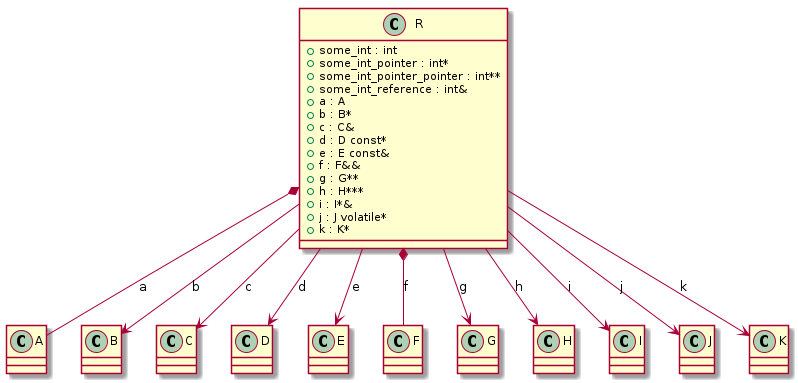 C R
some_int : int
some_int_pointer : int*
some_int_pointer_pointer : int**
some_int_reference : int&
a : A
b : B*
c : C&
d : D const*
e : E const&
f : F&&
g : G**
h : H***
i : I*&
j : J volatile*
k : K*
a b c d e f g h i j k
C A C B C C C D C E C F C G C H C I C J C K